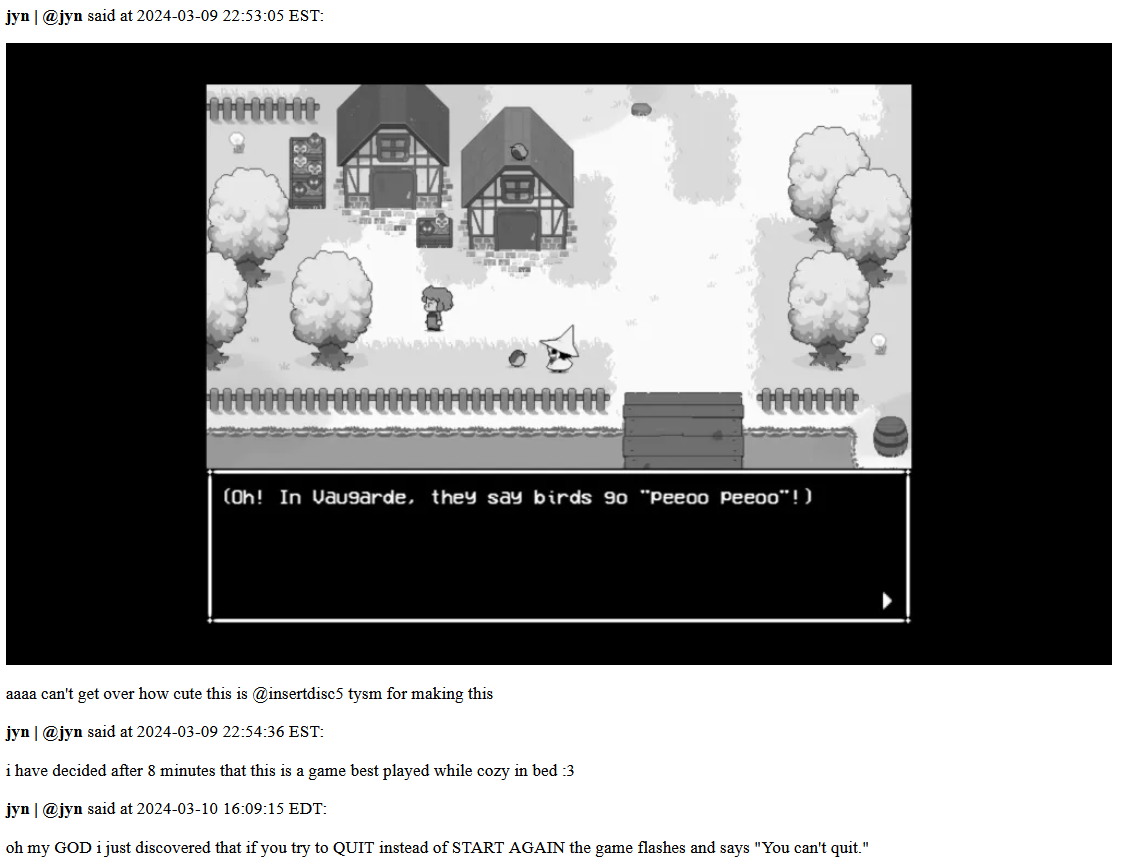 jyn | @jyn said at 2024-03-09 22:53:05 EST:
(Oh! In Vaugarde, they say birds go "Peeoo Peeoo"!)
aaaa can't get over how cute this is @insertdisc5 tysm for making this
jyn | @jyn said at 2024-03-09 22:54:36 EST:
i have decided after 8 minutes that this is a game best played while cozy in bed :3
jyn | @jyn said at 2024-03-10 16:09:15 EDT:
oh my GOD i just discovered that if you try to QUIT instead of START AGAIN the game flashes and says "You can't quit."